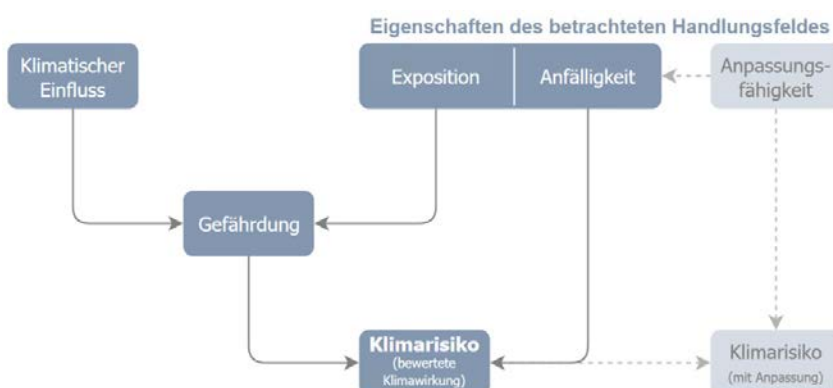 Eigenschaften des betrachteten Handlungsfeldes
Klimatischer
Einfluss
Exposition
Anfälligkeit
Anpassungs-
fähigkeit
Gefährdung
Klimarisiko
(bewertete
Klimawirkung)
Klimarisiko
(mit Anpassung)